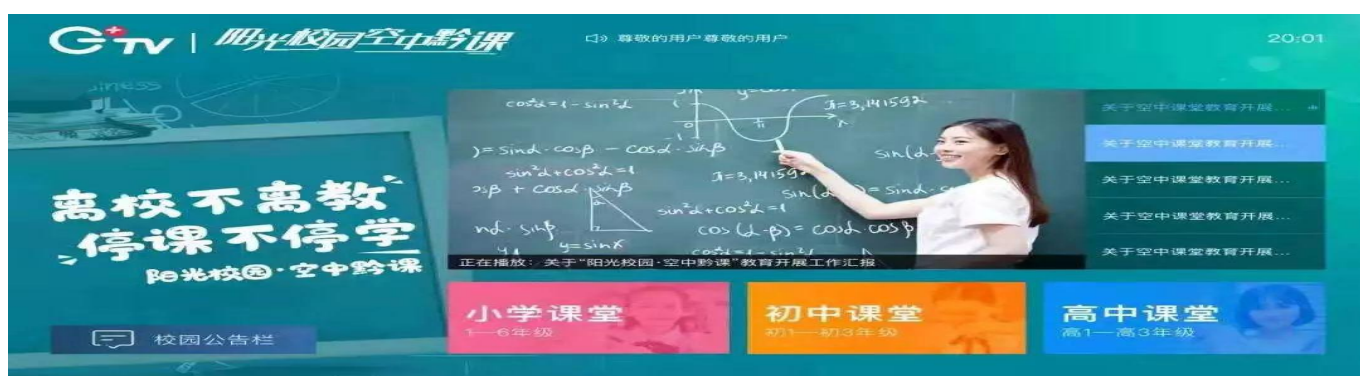 G+TV | 阳光校园空中黔课
尊敬的用户尊敬的用户
20:01
离校不离教
停课不停学
阳光校园·空中黔课
校园公告栏
cos²α=1-sin²α
π=3,141592
)=sinα·cosβ - cosα·sinβ
sin(α-
sin²α+cos²α=1
π=3,14159
sin²α+cos²α=1
cos(α-β)=cosα·cosβ
y=sinx
正在播放：关于“阳光校园·空中黔课”教育开展工作汇报
关于空中课堂教育开展...
关于空中课堂教育开展...
关于空中课堂教育开展...
关于空中课堂教育开展...
关于空中课堂教育开展...
小学课堂
1—6年级
初中课堂
初1—初3年级
高中课堂
高1—高3年级